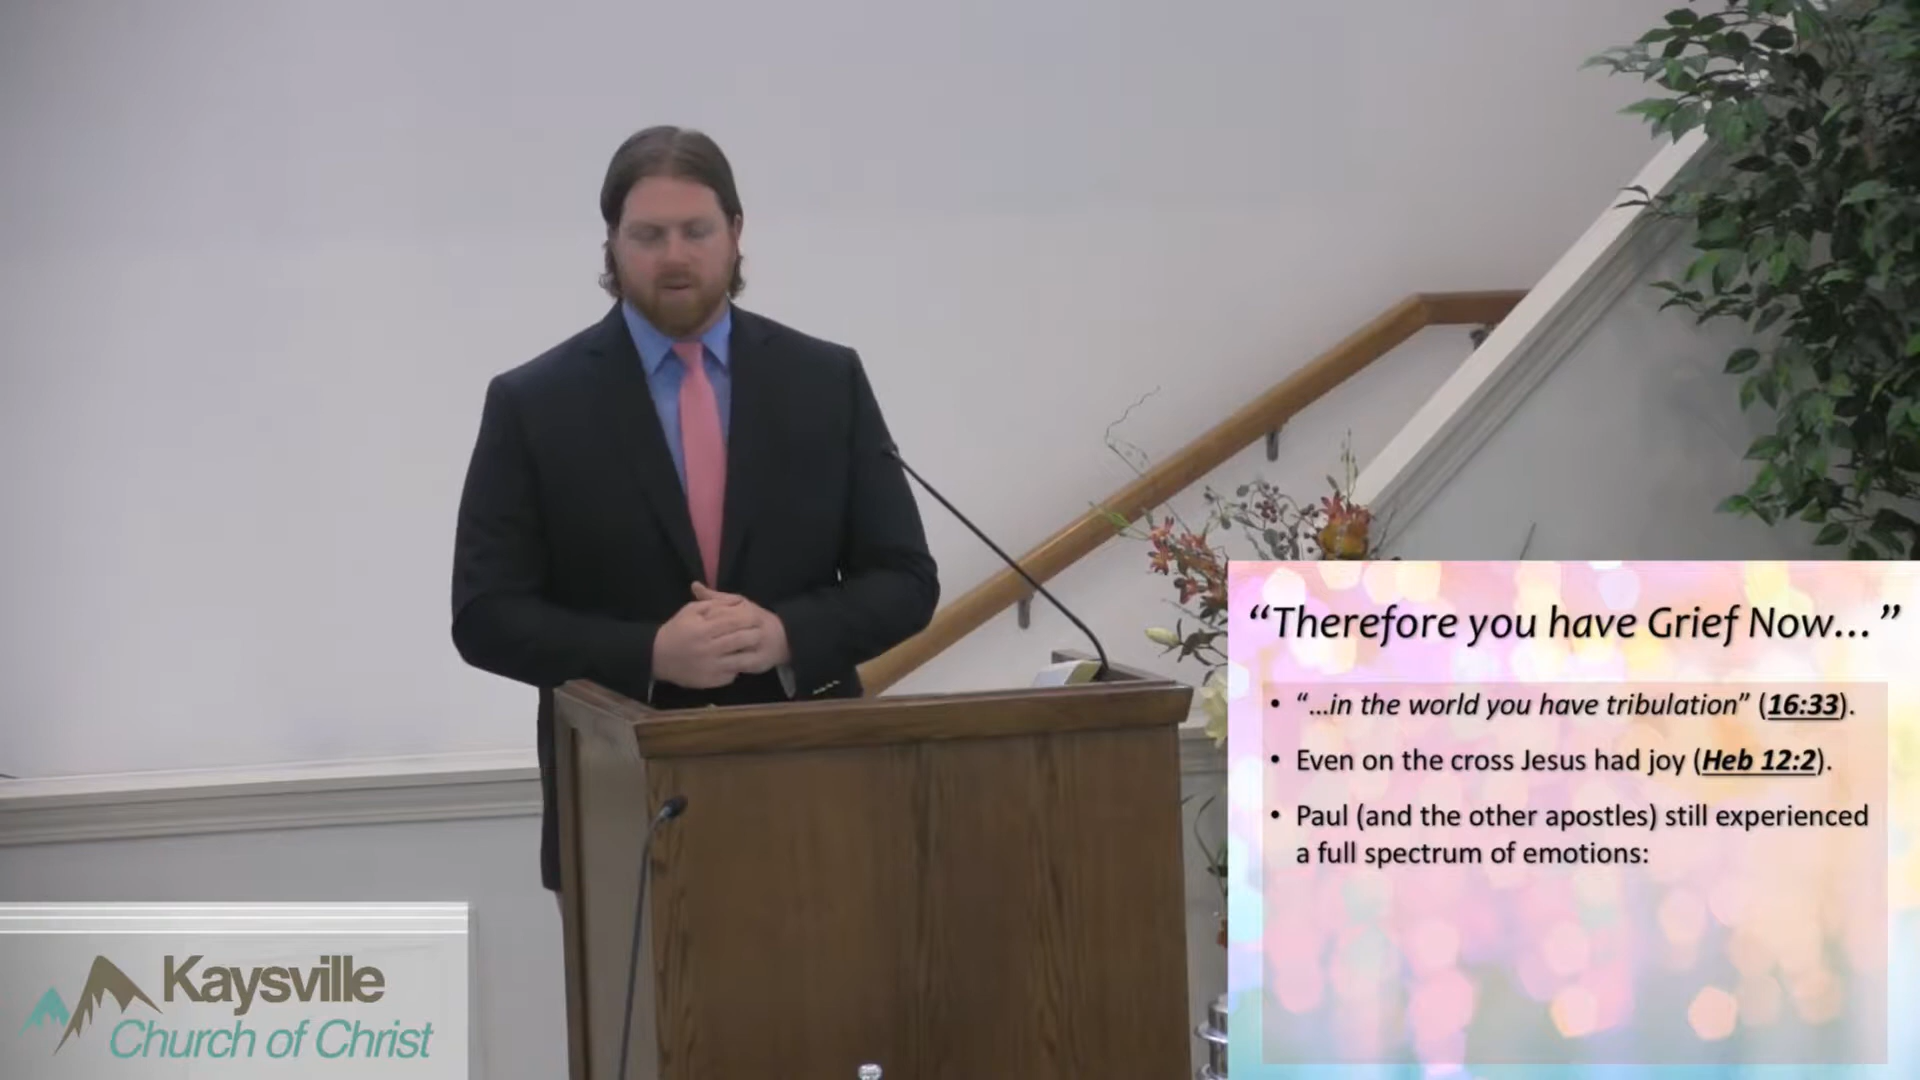 “Therefore you have Grief Now...”
• “...in the world you have tribulation” (16:33).
• Even on the cross Jesus had joy (Heb 12:2).
• Paul (and the other apostles) still experienced
a full spectrum of emotions:
Kaysville
Church of Christ